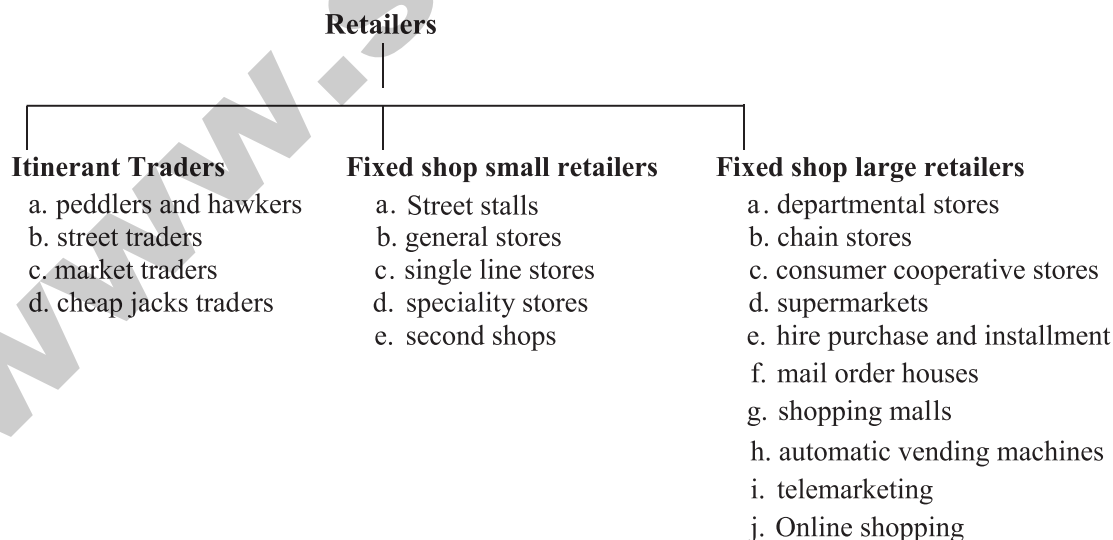 Retailers
Itinerant Traders
a. peddlers and hawkers
b. street traders
c. market traders
d. cheap jacks traders
Fixed shop small retailers
a. Street stalls
b. general stores
c. single line stores
d. speciality stores
e. second shops
Fixed shop large retailers
a. departmental stores
b. chain stores
c. consumer cooperative stores
d. supermarkets
e. hire purchase and installment
f. mail order houses
g. shopping malls
h. automatic vending machines
i. telemarketing
j. Online shopping
www.s